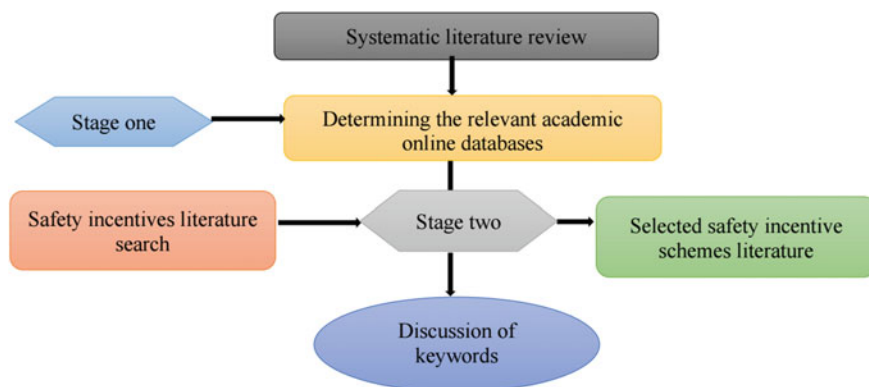 Systematic literature review
Stage one
Determining the relevant academic
online databases
Safety incentives literature
search
Stage two
Selected safety incentive
schemes literature
Discussion of
keywords